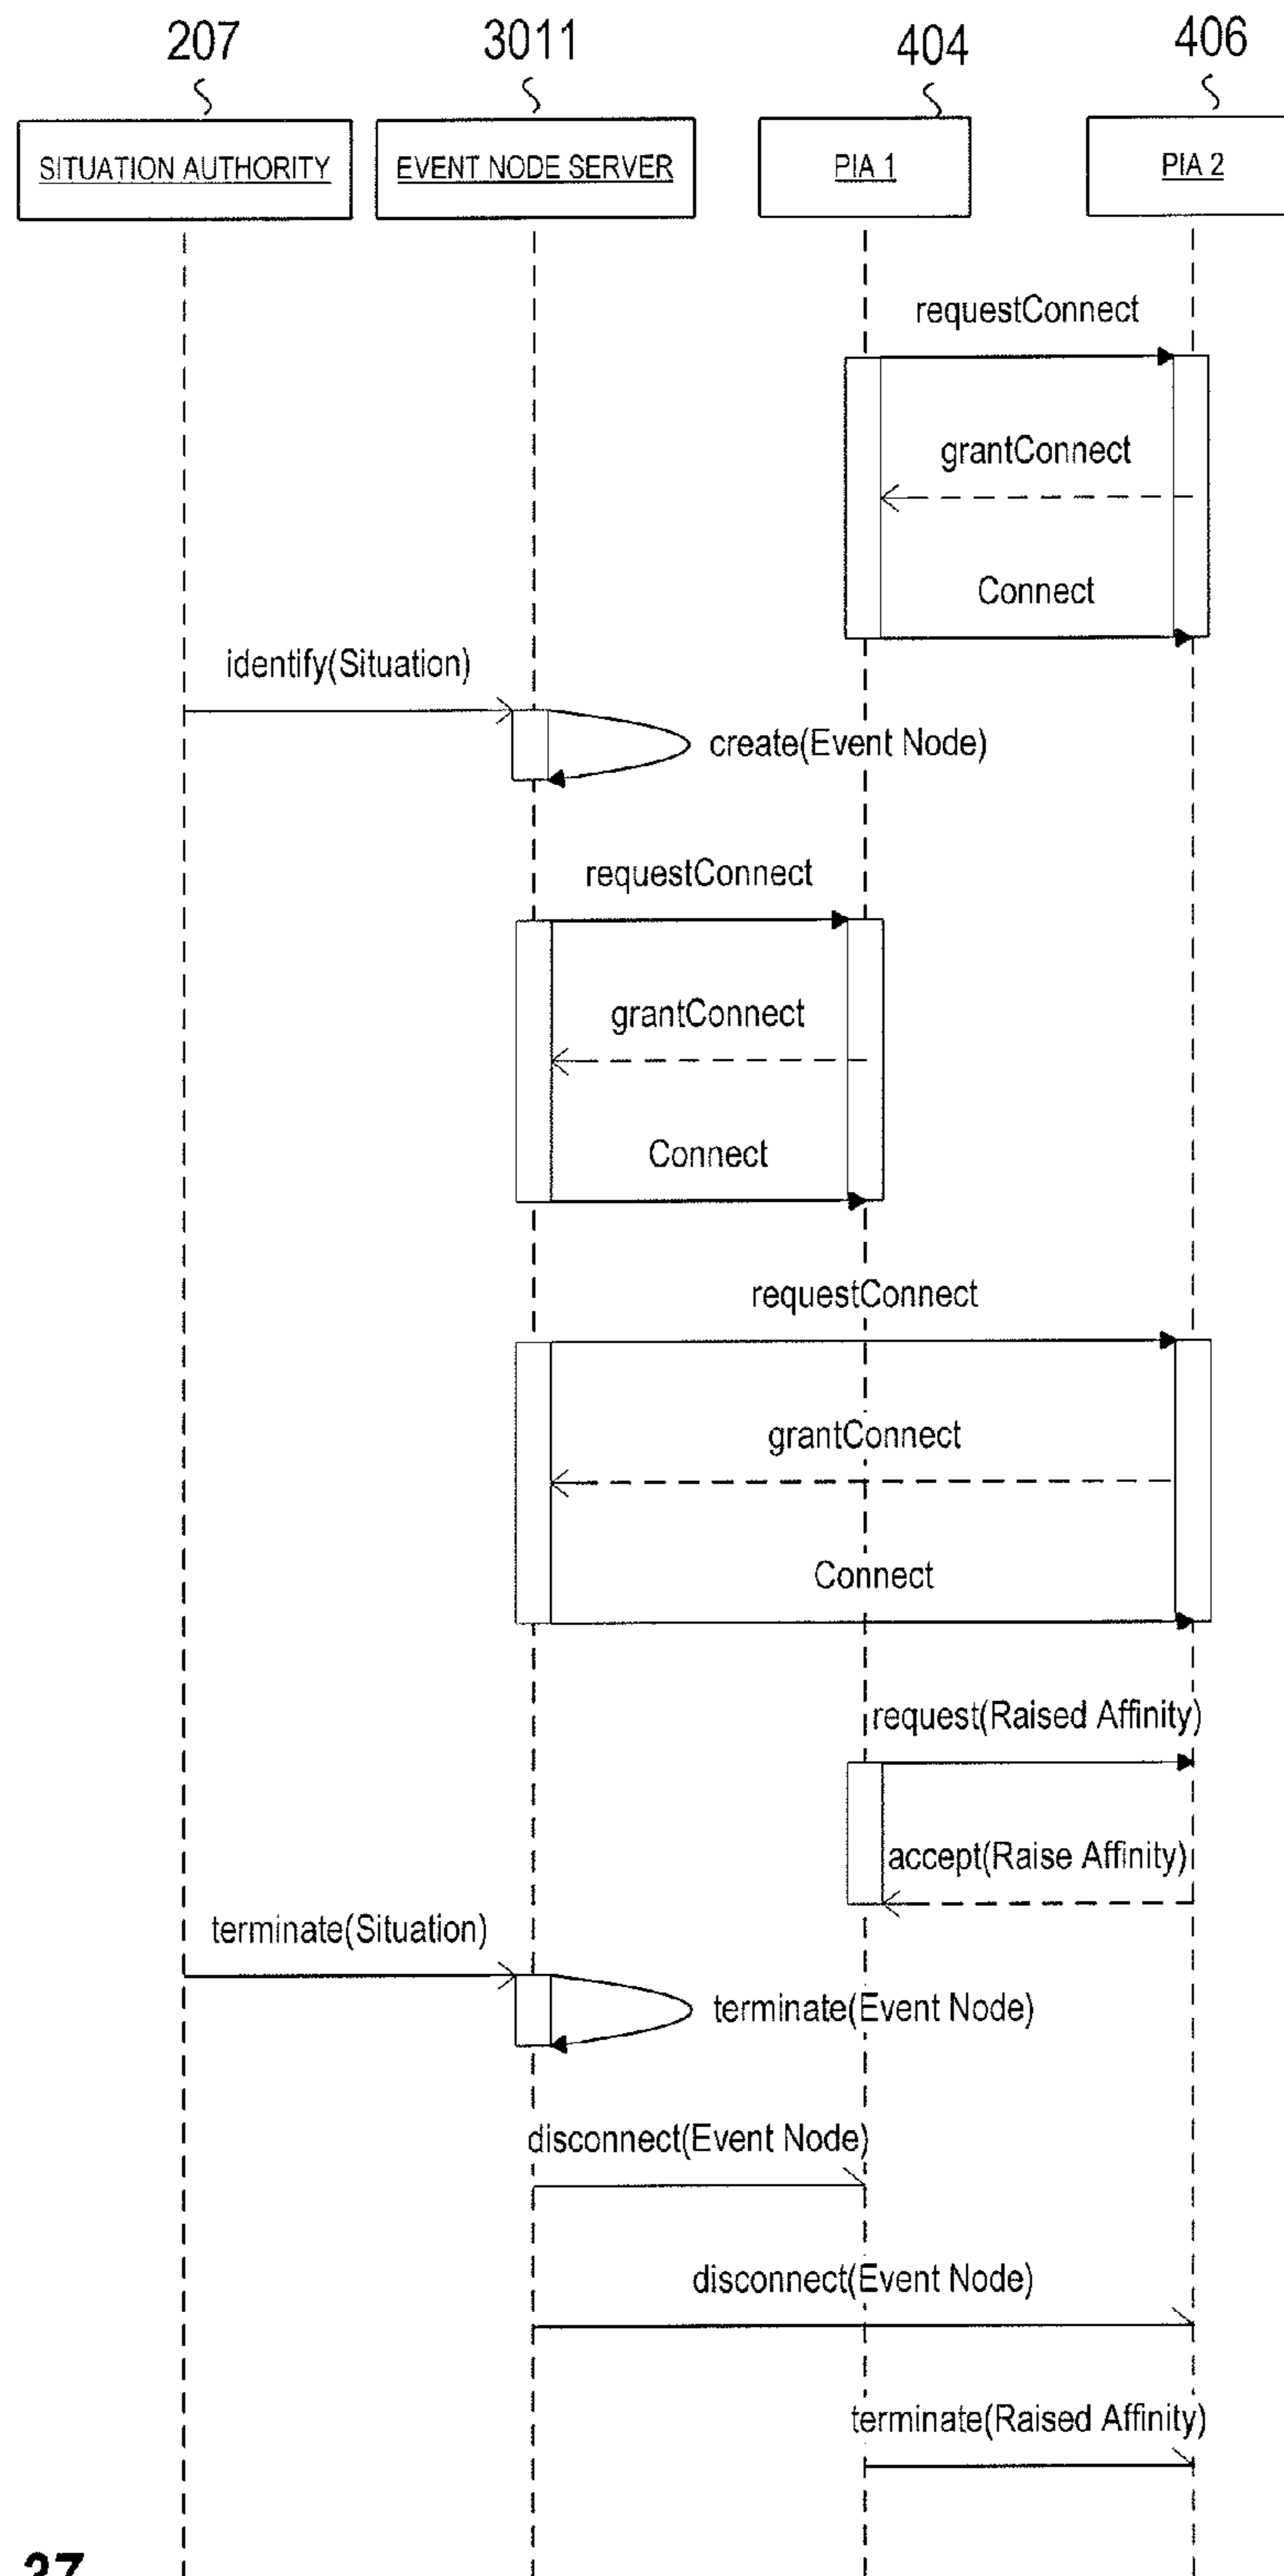 207
3011
404
406
SITUATION AUTHORITY
EVENT NODE SERVER
PIA 1
PIA 2
requestConnect
grantConnect
Connect
identify(Situation)
create(Event Node)
requestConnect
grantConnect
Connect
requestConnect
grantConnect
Connect
request(Raised Affinity)
accept(Raise Affinity)
terminate(Situation)
terminate(Event Node)
disconnect(Event Node)
disconnect(Event Node)
terminate(Raised Affinity)
37